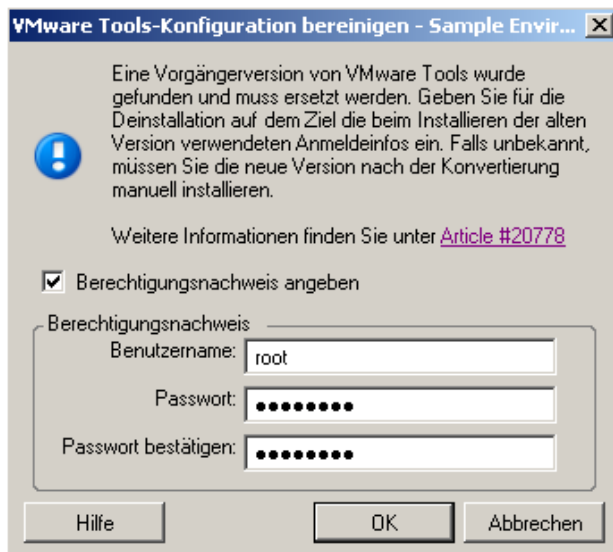 VMware Tools-Konfiguration bereinigen - Sample Envir...
Eine Vorgängerversion von VMware Tools wurde
gefunden und muss ersetzt werden. Geben Sie für die
Deinstallation auf dem Ziel die beim Installieren der alten
Version verwendeten Anmeldeinfos ein. Falls unbekannt,
müssen Sie die neue Version nach der Konvertierung
manuell installieren.
Weitere Informationen finden Sie unter Article #20778
Berechtigungsnachweis angeben
Berechtigungsnachweis
Benutzername: root
Passwort: ●●●●●●●●
Passwort bestätigen: ●●●●●●●●
Hilfe OK Abbrechen